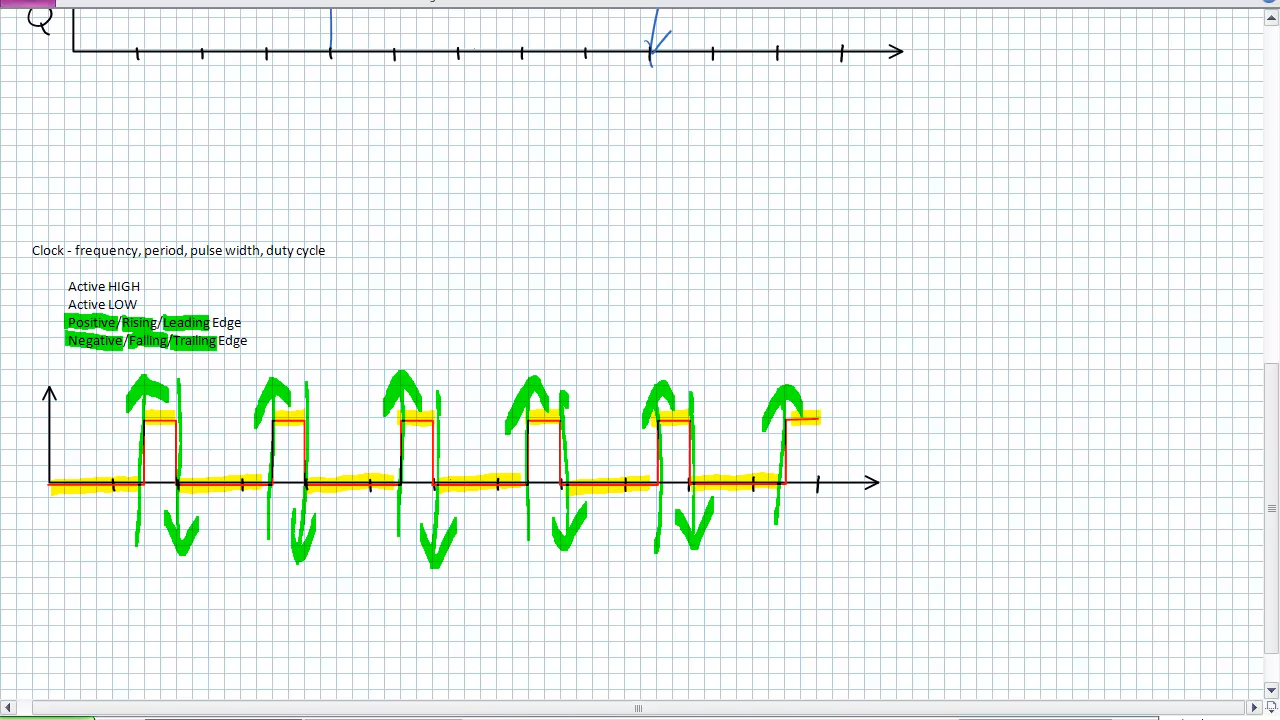 Q
Clock - frequency, period, pulse width, duty cycle
Active HIGH
Active LOW
Positive/Rising/Leading Edge
Negative/Falling/Trailing Edge